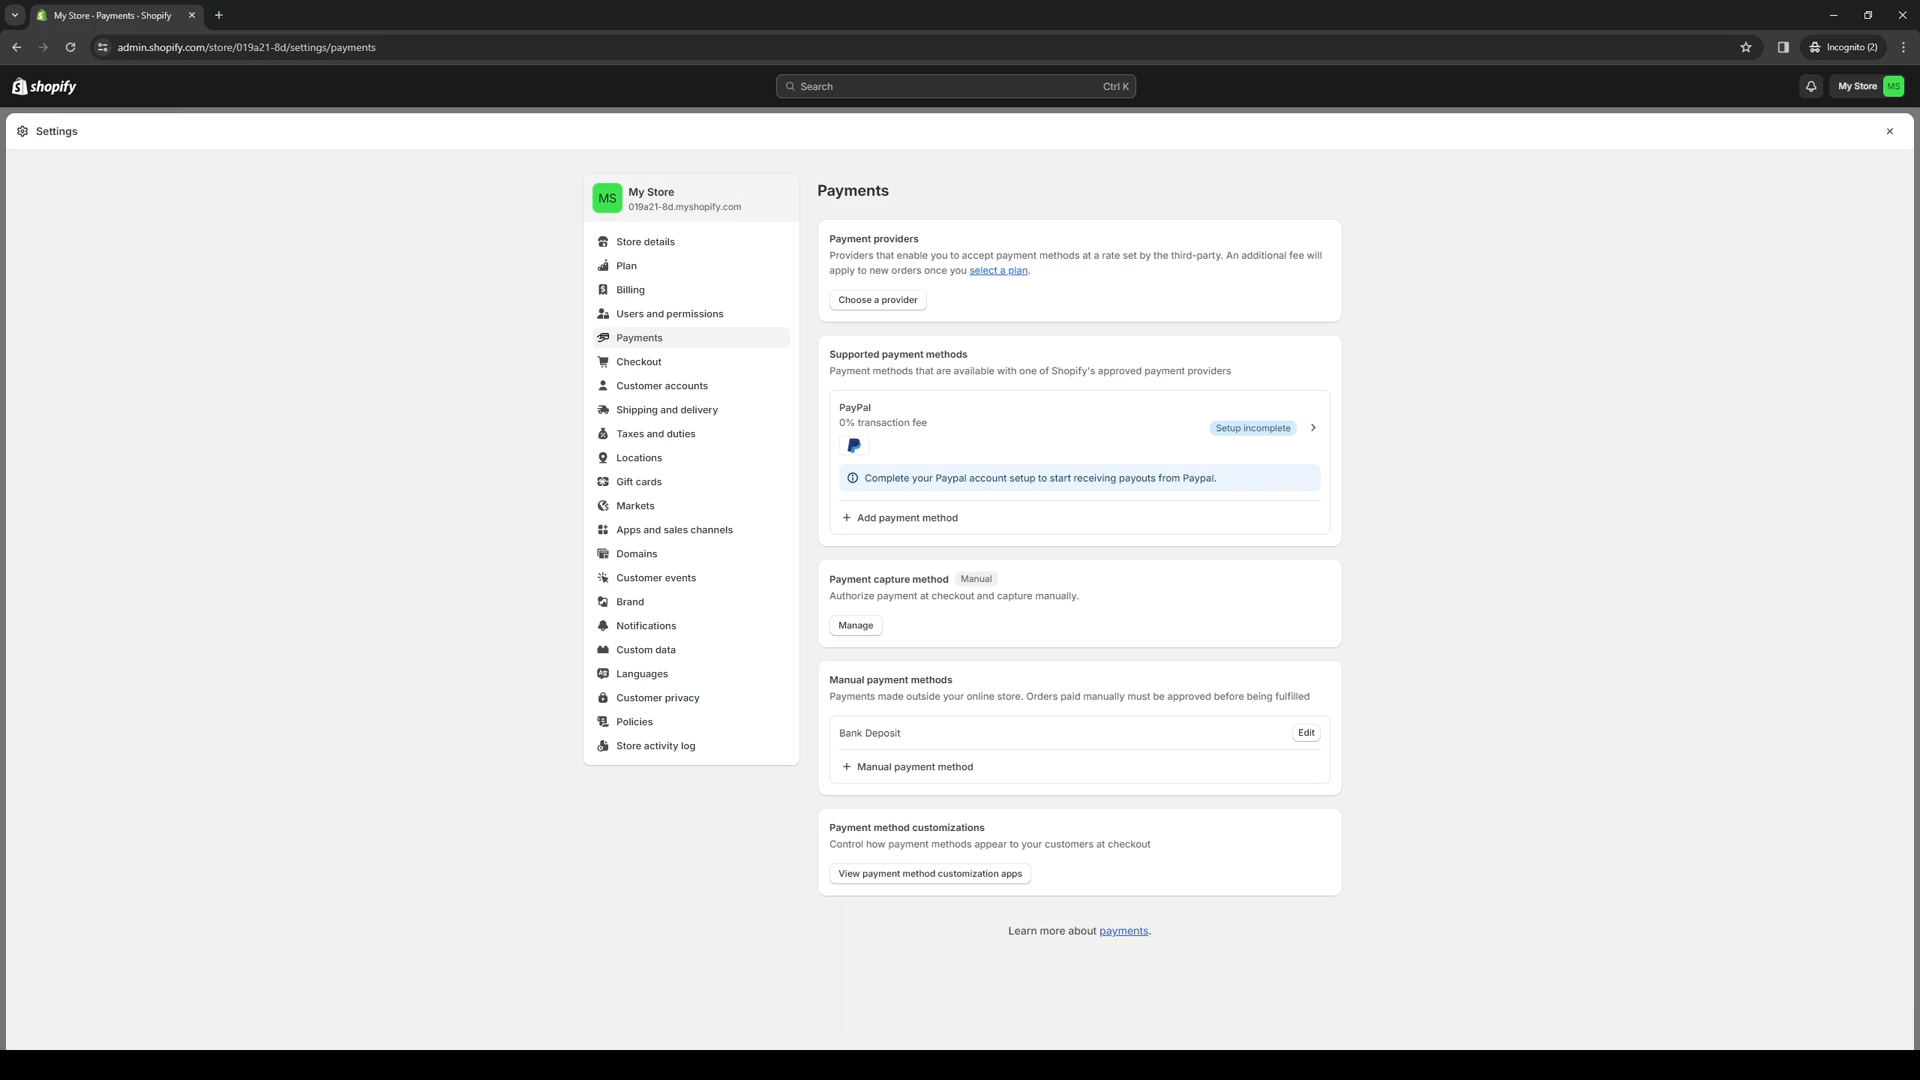 My Store · Payments · Shopify
admin.shopify.com/store/019a21-8d/settings/payments
Incognito (2)
shopify
Search
Ctrl K
My Store
MS
Settings
MS
My Store
019a21-8d.myshopify.com
Store details
Plan
Billing
Users and permissions
Payments
Checkout
Customer accounts
Shipping and delivery
Taxes and duties
Locations
Gift cards
Markets
Apps and sales channels
Domains
Customer events
Brand
Notifications
Custom data
Languages
Customer privacy
Policies
Store activity log
Payments
Payment providers
Providers that enable you to accept payment methods at a rate set by the third-party. An additional fee will
apply to new orders once you select a plan.
Choose a provider
Supported payment methods
Payment methods that are available with one of Shopify's approved payment providers
PayPal
0% transaction fee
Setup incomplete
Complete your Paypal account setup to start receiving payouts from Paypal.
Add payment method
Payment capture method Manual
Authorize payment at checkout and capture manually.
Manage
Manual payment methods
Payments made outside your online store. Orders paid manually must be approved before being fulfilled
Bank Deposit
Edit
Manual payment method
Payment method customizations
Control how payment methods appear to your customers at checkout
View payment method customization apps
Learn more about payments.